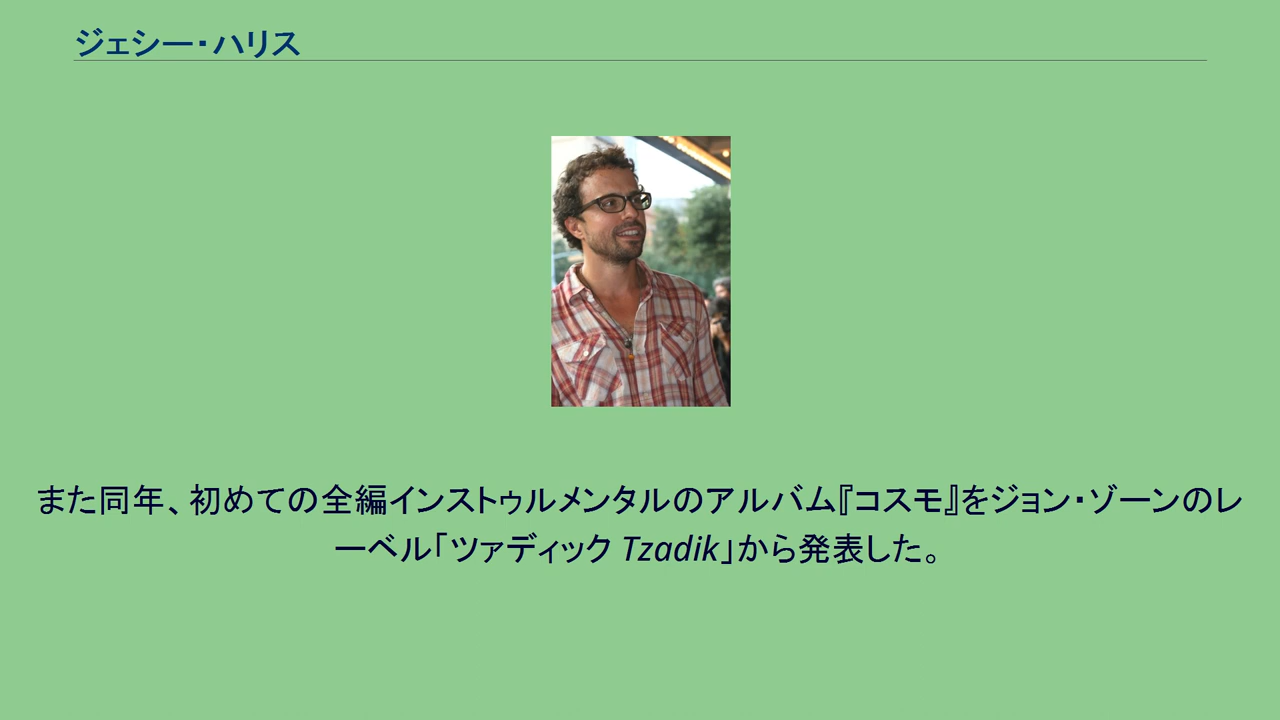 ジェシー・ハリス
また同年、初めての全編インストゥルメンタルのアルバム『コスモ』をジョン・ゾーンのレ
ーベル「ツァディック Tzadik」から発表した。